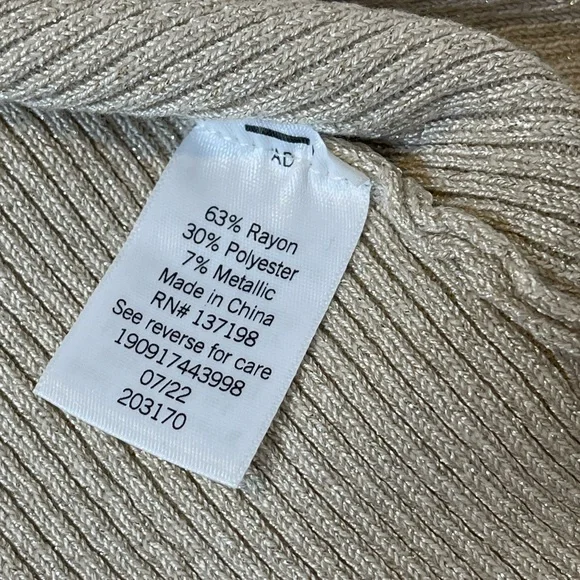 AD
63% Rayon
30% Polyester
7% Metallic
Made in China
RN# 137198
See reverse for care
190917443998
07/22
203170